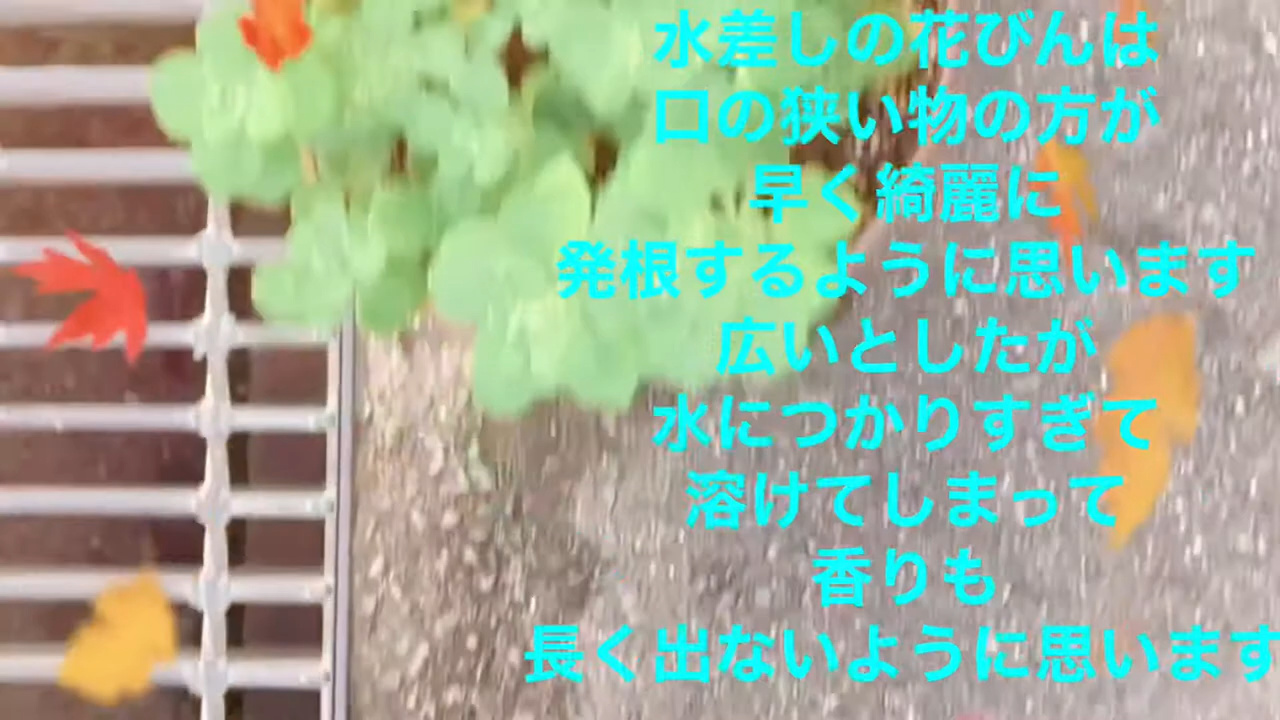 水差しの花びんは
口の狭い物の方が
早く綺麗に
発根するように思います
広いとしたが
水につかりすぎて
溶けてしまって
香りも
長く出ないように思います